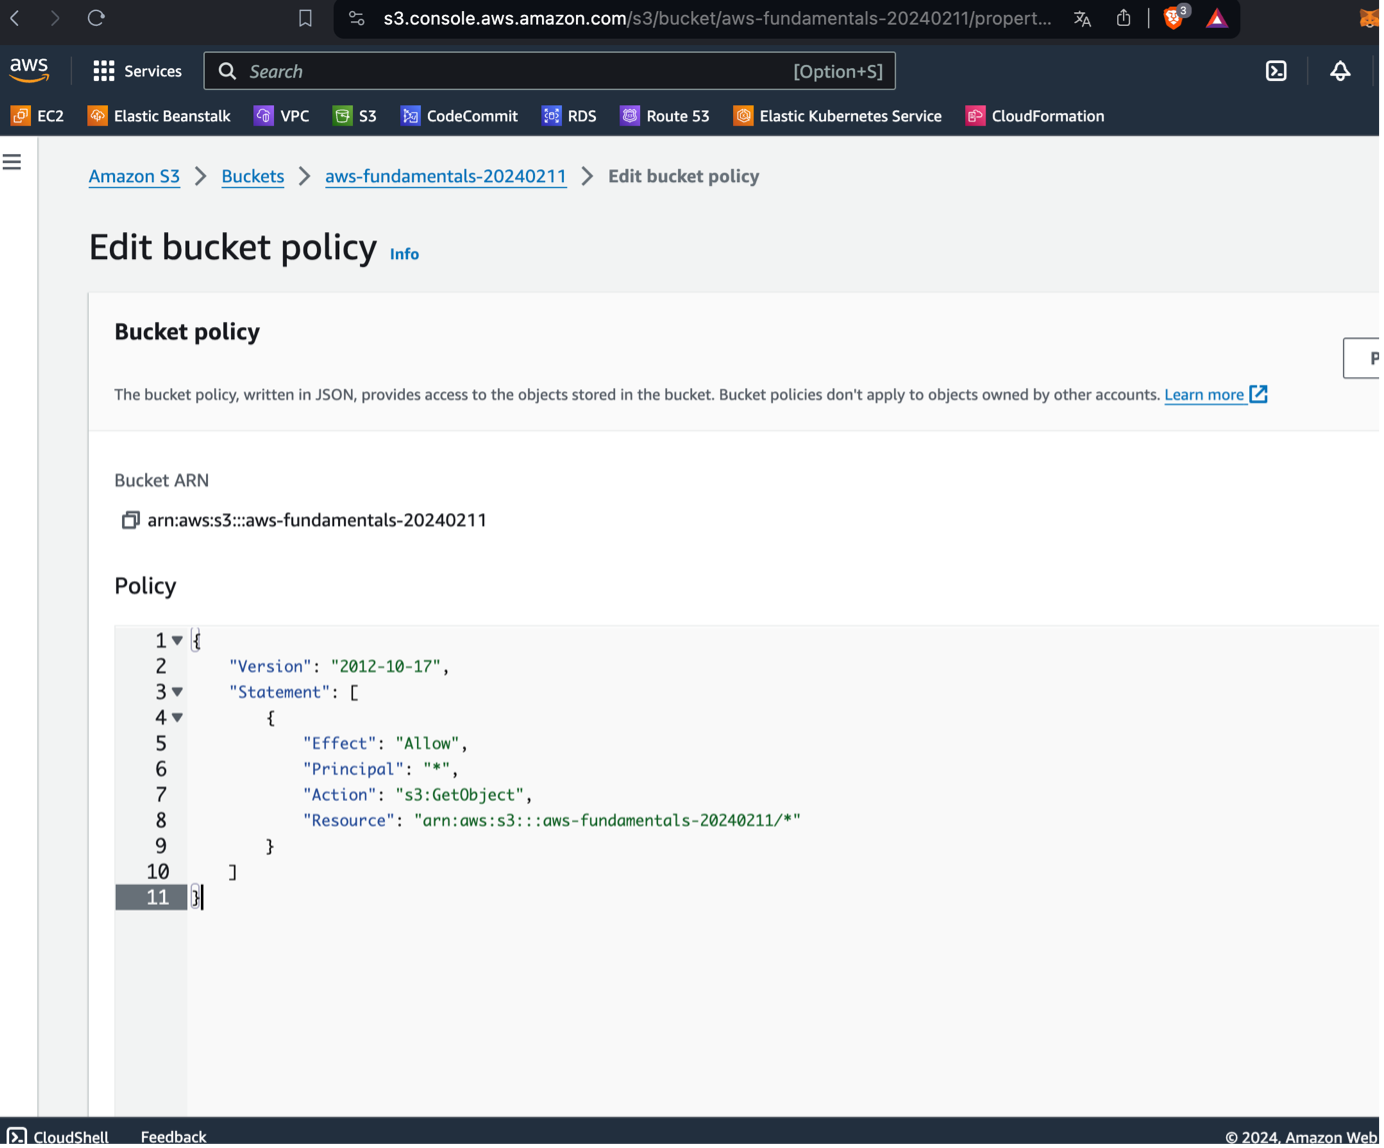 s3.console.aws.amazon.com/s3/bucket/aws-fundamentals-20240211/propert...
3
aws
Services
Search
[Option+S]
EC2
Elastic Beanstalk
VPC
S3
CodeCommit
RDS
Route 53
Elastic Kubernetes Service
CloudFormation
Amazon S3 > Buckets > aws-fundamentals-20240211 > Edit bucket policy
Edit bucket policy Info
Bucket policy
P
The bucket policy, written in JSON, provides access to the objects stored in the bucket. Bucket policies don't apply to objects owned by other accounts. Learn more
Bucket ARN
arn:aws:s3:::aws-fundamentals-20240211
Policy
1 {
2 "Version": "2012-10-17",
3 "Statement": [
4 {
5 "Effect": "Allow",
6 "Principal": "*",
7 "Action": "s3:GetObject",
8 "Resource": "arn:aws:s3:::aws-fundamentals-20240211/*"
9 }
10 ]
11 }
CloudShell
Feedback
© 2024, Amazon Web